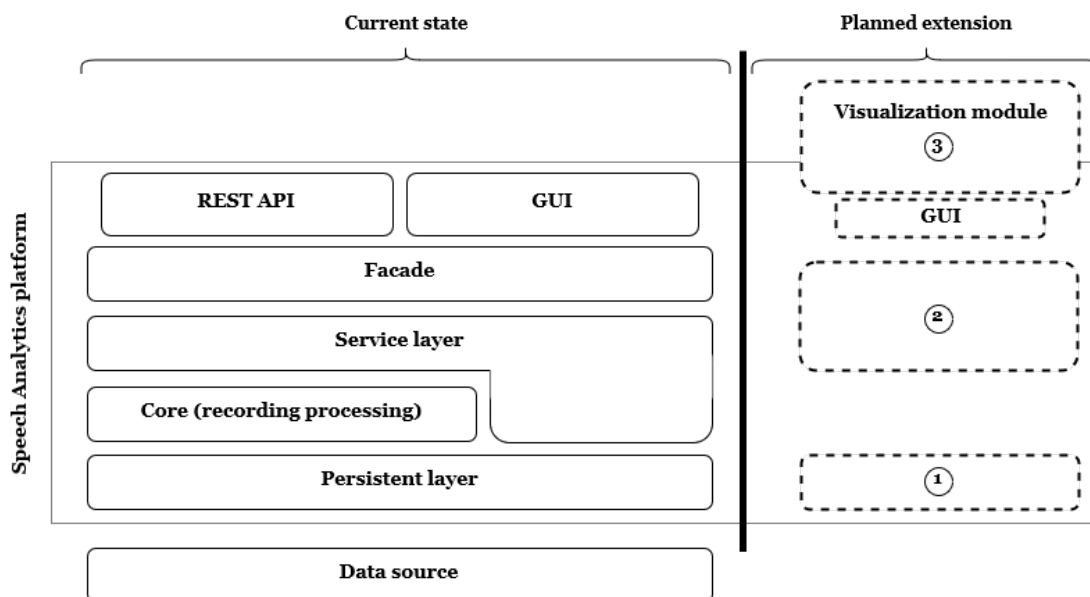 Current state
Planned extension
Visualization module
3
REST API
GUI
GUI
Facade
2
Service layer
Core (recording processing)
Persistent layer
1
Data source
Speech Analytics platform